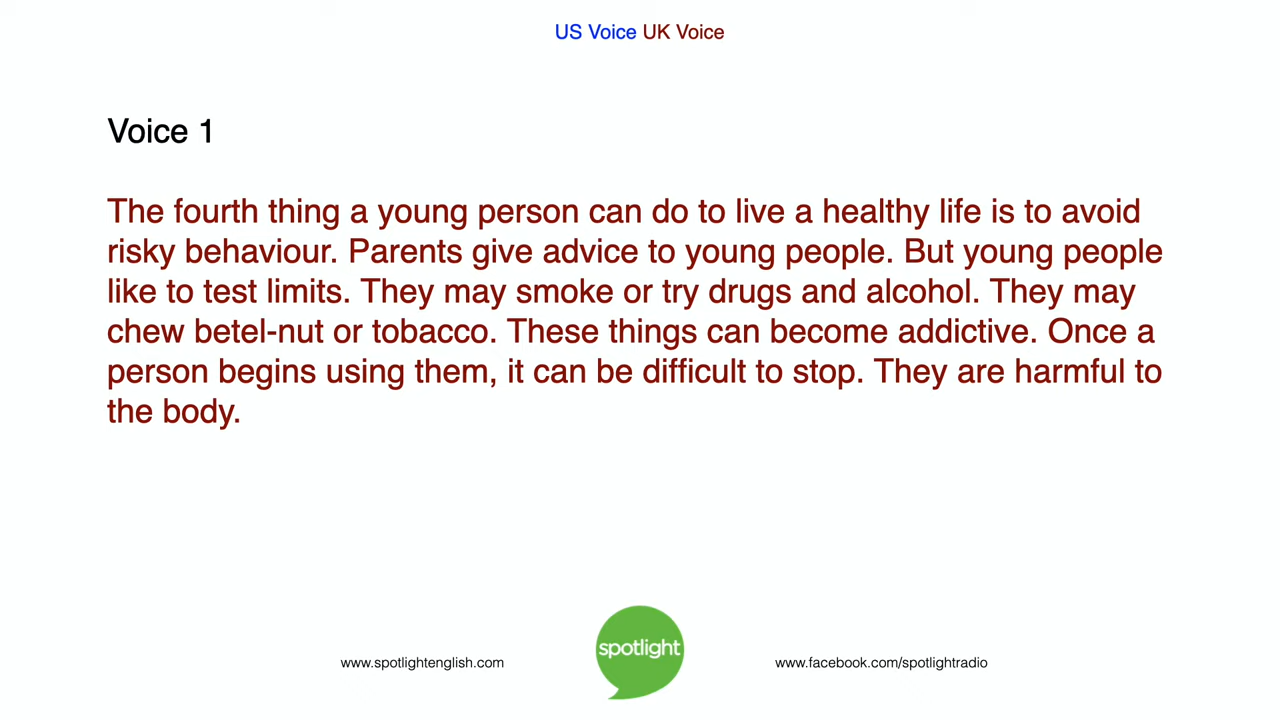 US Voice UK Voice
Voice 1
The fourth thing a young person can do to live a healthy life is to avoid
risky behaviour. Parents give advice to young people. But young people
like to test limits. They may smoke or try drugs and alcohol. They may
chew betel-nut or tobacco. These things can become addictive. Once a
person begins using them, it can be difficult to stop. They are harmful to
the body.
spotlight
www.spotlightenglish.com
www.facebook.com/spotlightradio